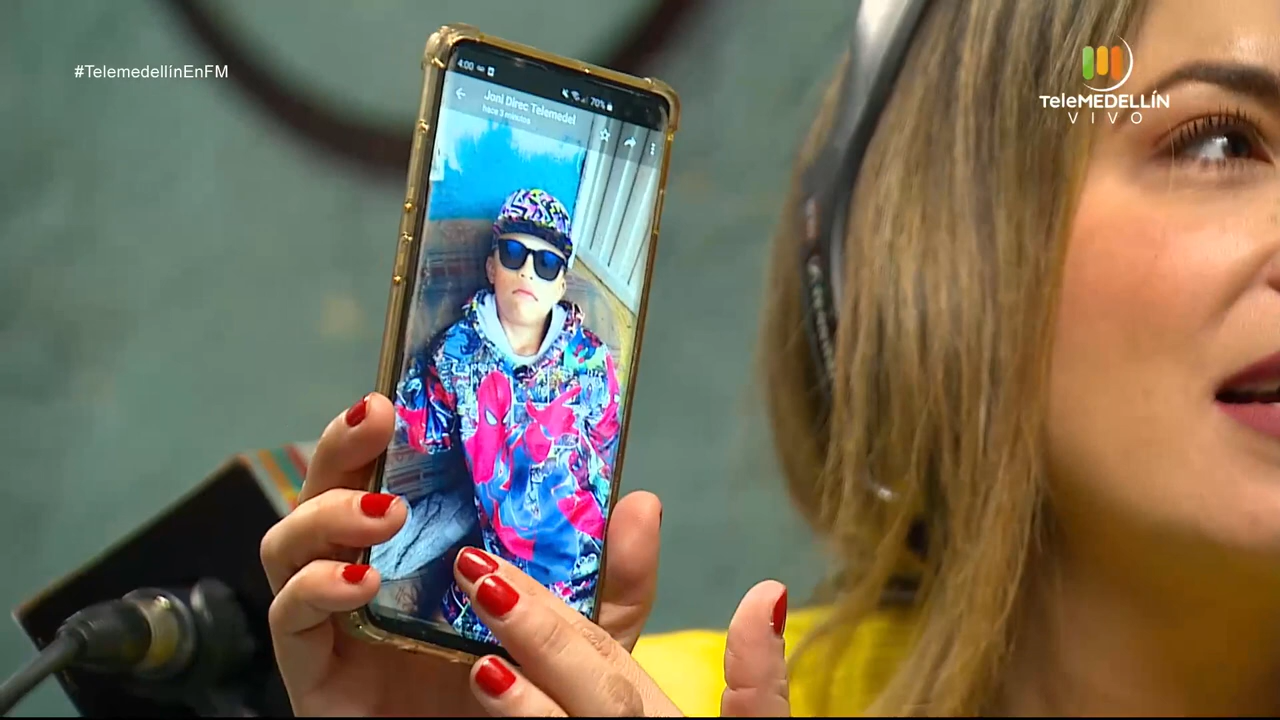 #TelemedellínEnFM
4:00
70%
Joni Direc Telemedel
hace 3 minutos
TeleMEDELLÍN
VIVO